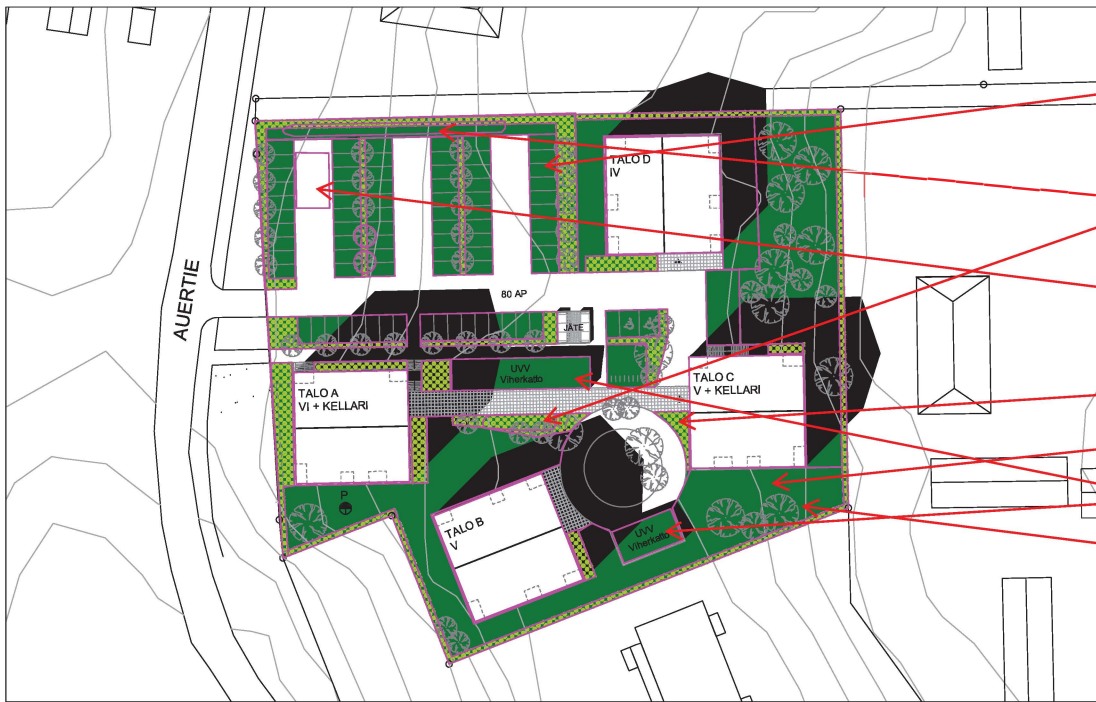 AUERTIE
TALO D
IV
80 AP
JÄTE
UVV
Viherkatto
TALO A
VI + KELLARI
TALO C
V + KELLARI
P
TALO B
V
UVV
Viherkatto